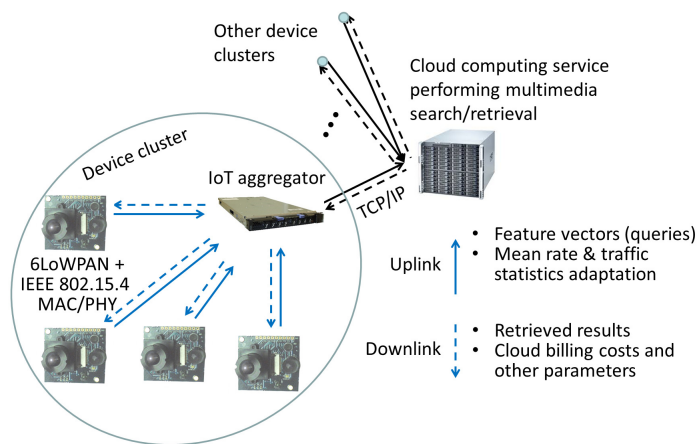 Other device
clusters
Cloud computing service
performing multimedia
search/retrieval
Device cluster
IoT aggregator
TCP/IP
6LoWPAN +
IEEE 802.15.4
MAC/PHY
Uplink
• Feature vectors (queries)
• Mean rate & traffic
statistics adaptation
Downlink
• Retrieved results
• Cloud billing costs and
other parameters